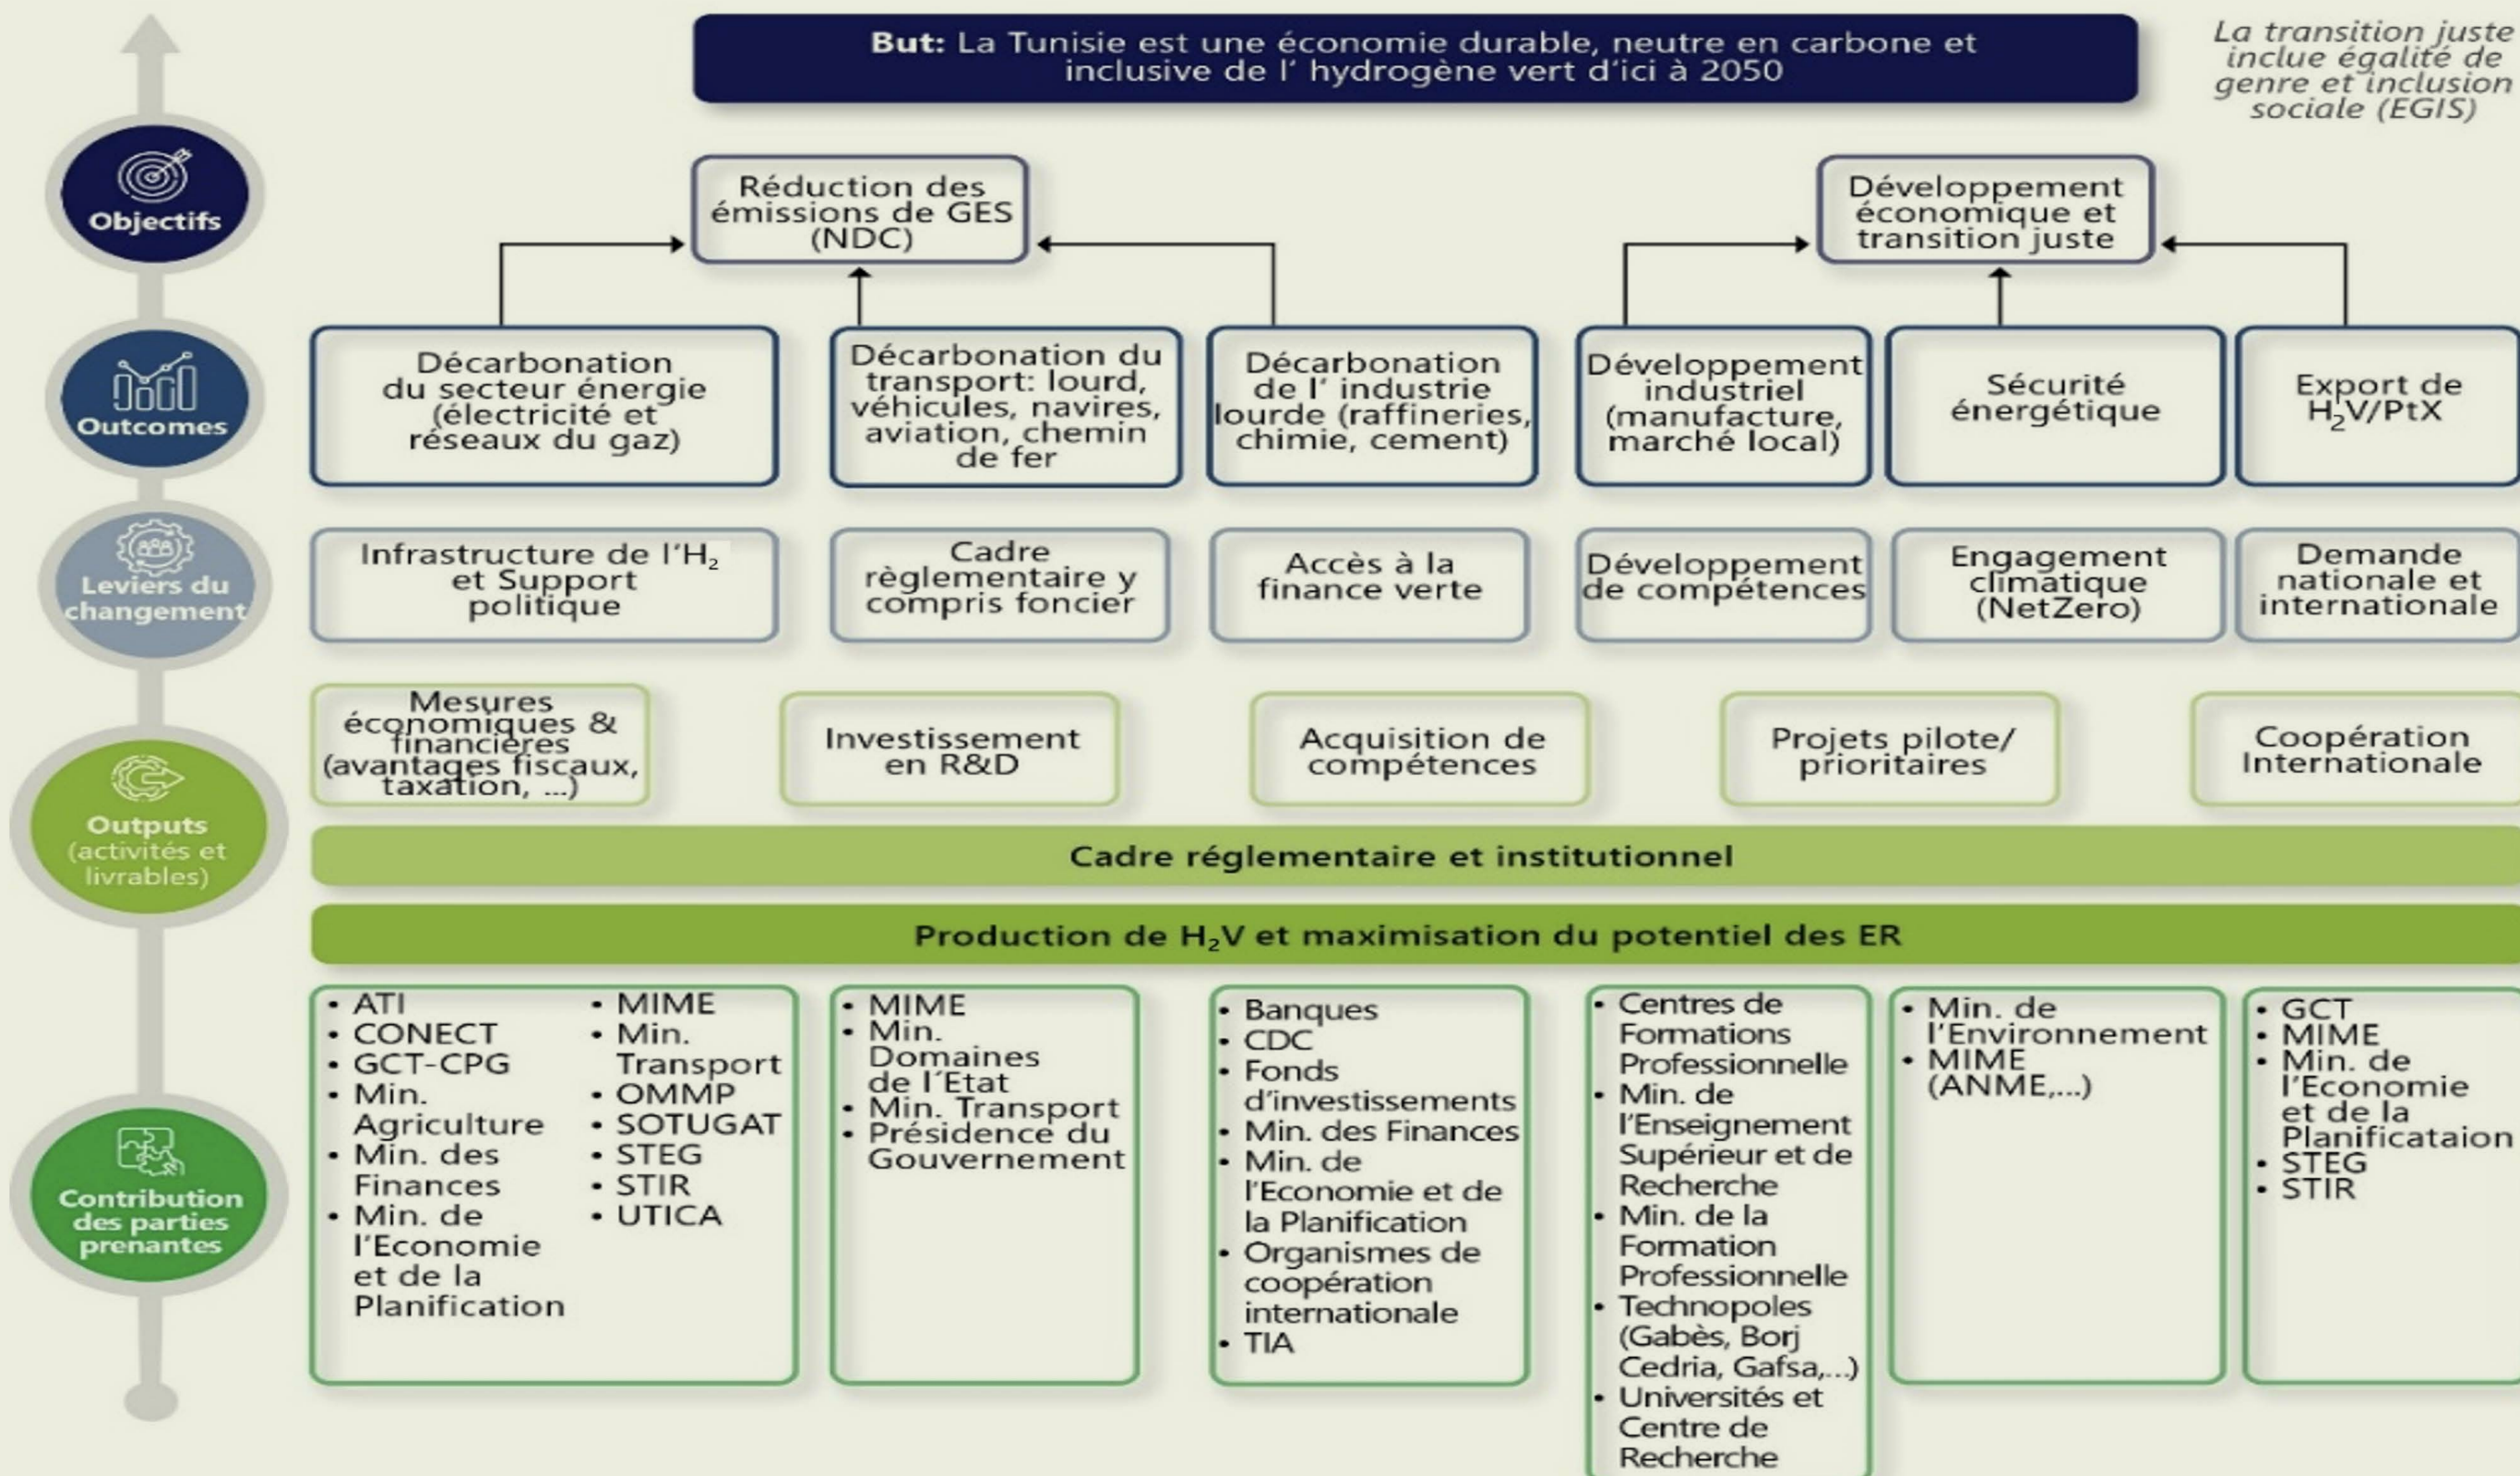 But: La Tunisie est une économie durable, neutre en carbone et
inclusive de l' hydrogène vert d'ici à 2050
La transition juste
inclue égalité de
genre et inclusion
sociale (EGIS)
Objectifs
Réduction des
émissions de GES
(NDC)
Développement
économique et
transition juste
Outcomes
Décarbonation
du secteur énergie
(électricité et
réseaux du gaz)
Décarbonation du
transport: lourd,
véhicules, navires,
aviation, chemin
de fer
Décarbonation
de l' industrie
lourde (raffineries,
chimie, cement)
Développement
industriel
(manufacture,
marché local)
Sécurité
énergétique
Export de
H₂V/PtX
Leviers du
changement
Infrastructure de l'H₂
et Support
politique
Cadre
règlementaire y
compris foncier
Accès à la
finance verte
Développement
de compétences
Engagement
climatique
(NetZero)
Demande
nationale et
internationale
Outputs
(activités et
livrables)
Mesures
économiques &
financières
(avantages fiscaux,
taxation, ...)
Investissement
en R&D
Acquisition de
compétences
Projets pilote/
prioritaires
Coopération
Internationale
Cadre réglementaire et institutionnel
Production de H₂V et maximisation du potentiel des ER
Contribution
des parties
prenantes
• ATI
• CONECT
• GCT-CPG
• Min.
Agriculture
• Min. des
Finances
• Min. de
l'Economie
et de la
Planification
• MIME
• Min.
Transport
• OMMP
• SOTUGAT
• STEG
• STIR
• UTICA
• MIME
• Min.
Domaines
de l'Etat
• Min. Transport
• Présidence du
Gouvernement
• Banques
• CDC
• Fonds
d'investissements
• Min. des Finances
• Min. de
l'Economie et de
la Planification
• Organismes de
coopération
internationale
• TIA
• Centres de
Formations
Professionnelle
• Min. de
l'Enseignement
Supérieur et de
Recherche
• Min. de la
Formation
Professionnelle
• Technopoles
(Gabès, Borj
Cedria, Gafsa,...)
• Universités et
Centre de
Recherche
• Min. de
l'Environnement
• MIME
(ANME,...)
• GCT
• MIME
• Min. de
l'Economie
et de la
Planificataion
• STEG
• STIR